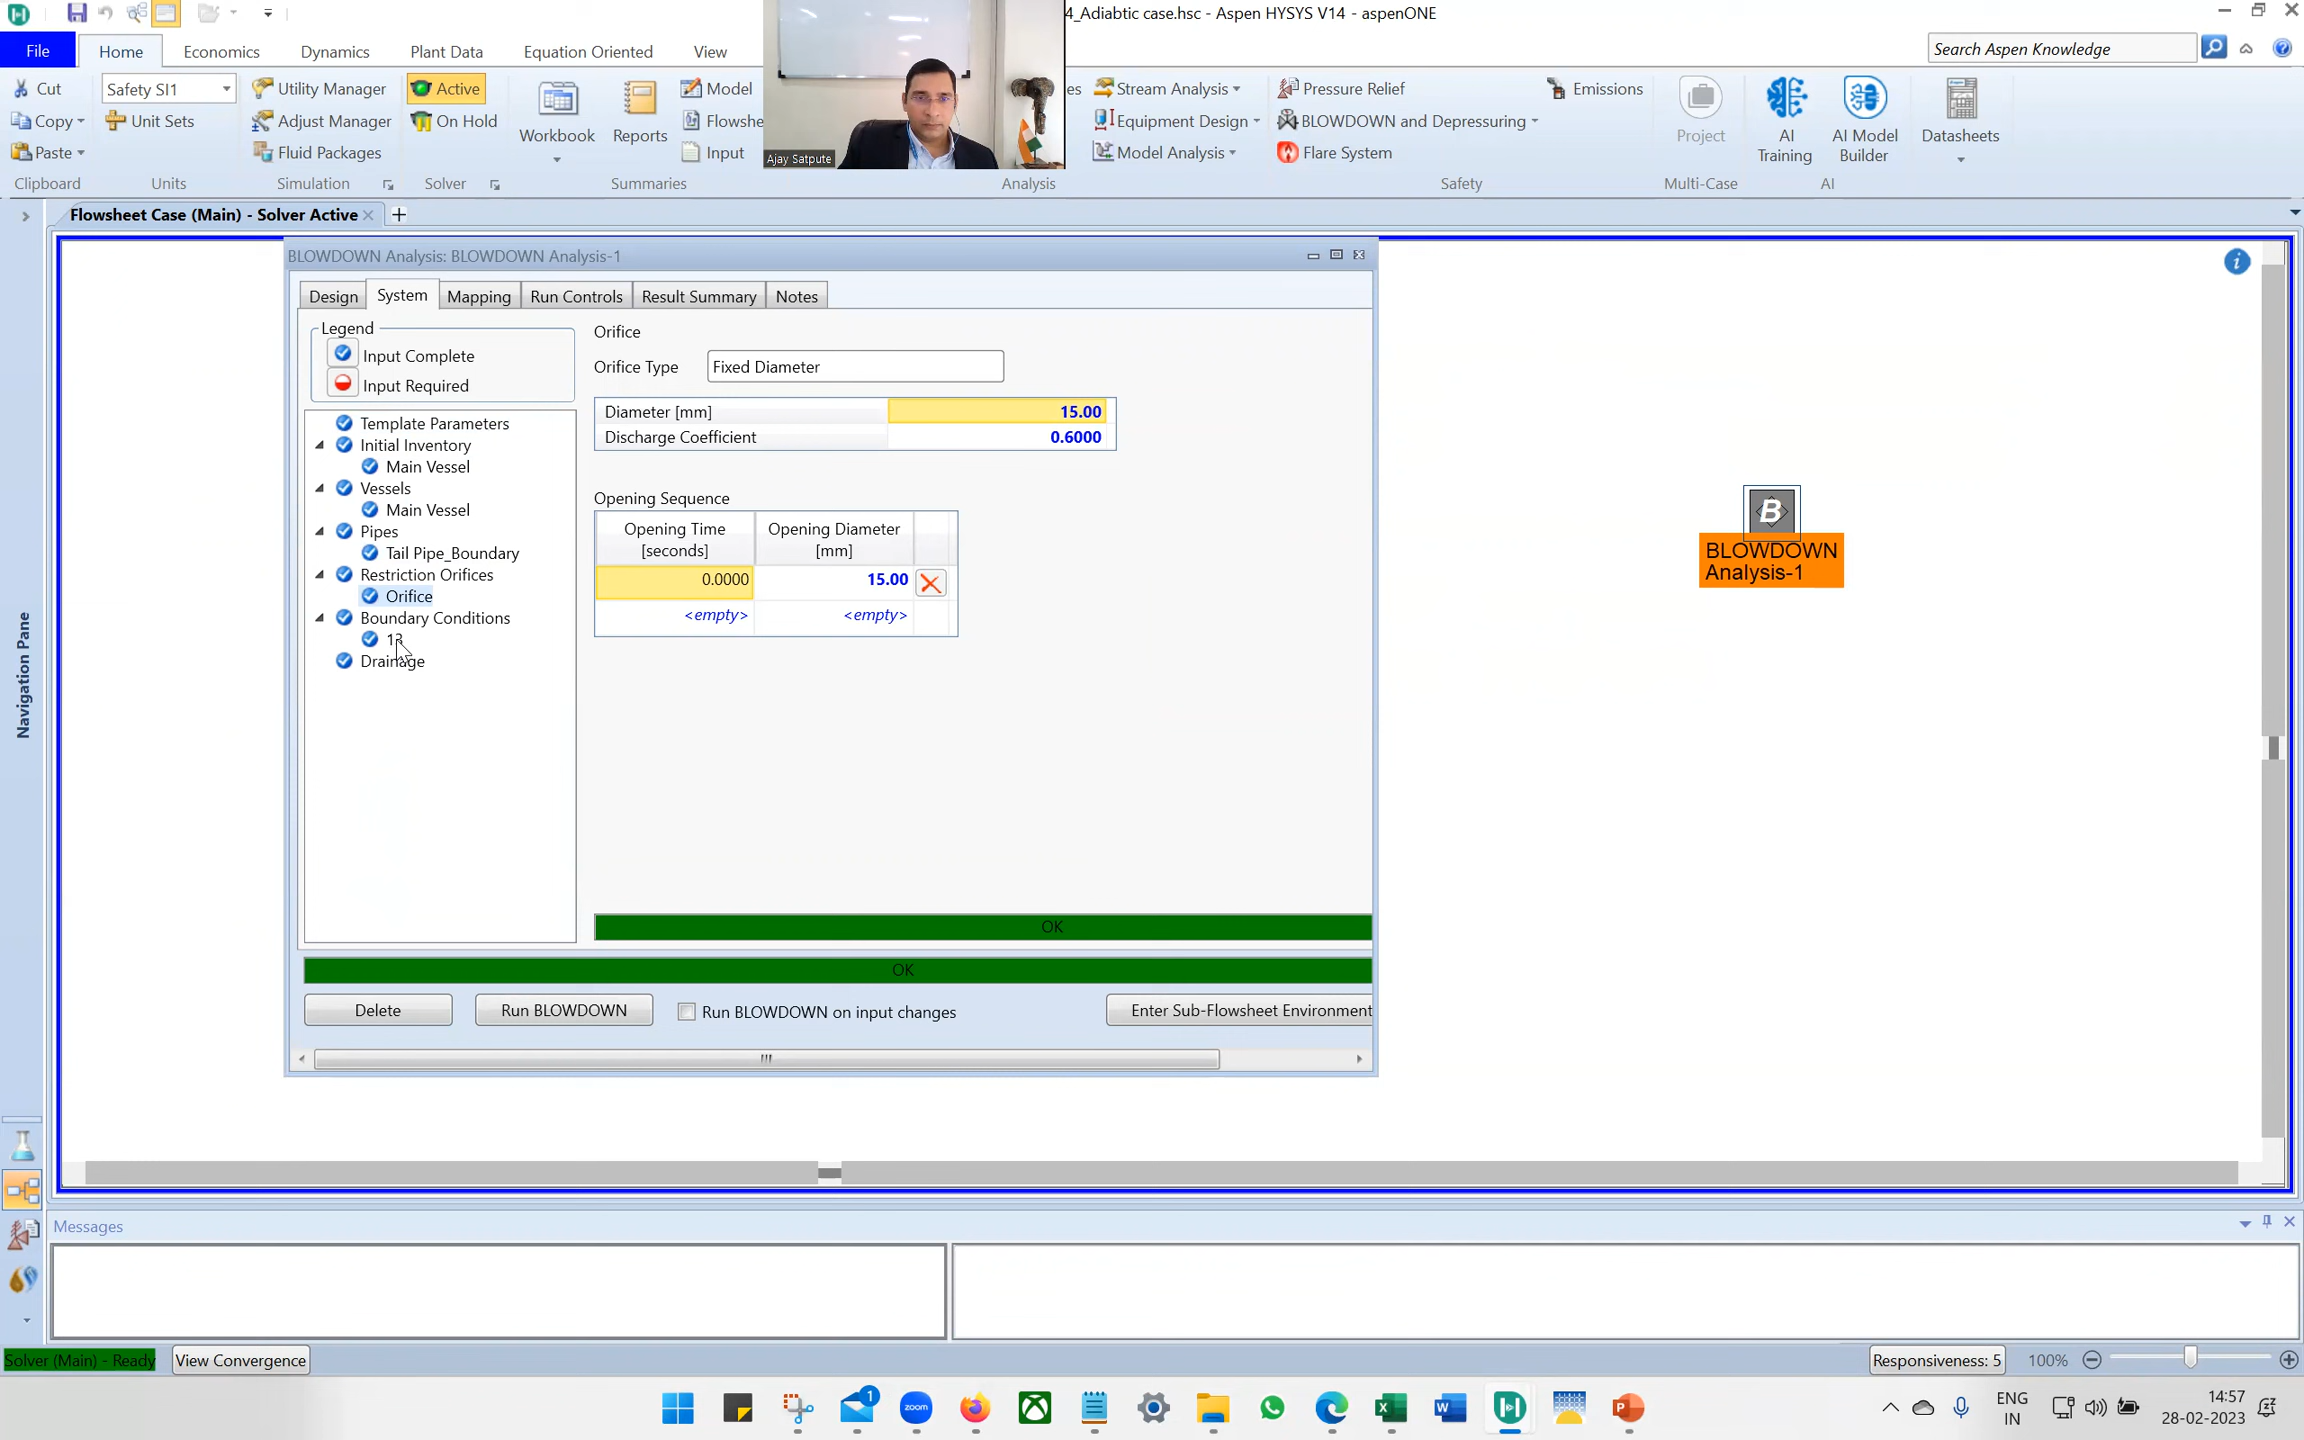 4_Adiabtic case.hsc - Aspen HYSYS V14 - aspenONE
File
Home
Economics
Dynamics
Plant Data
Equation Oriented
View
Search Aspen Knowledge
Cut
Copy
Paste
Clipboard
Safety SI1
Unit Sets
Units
Utility Manager
Adjust Manager
Fluid Packages
Simulation
Active
On Hold
Solver
Workbook
Reports
Model
Flowshe
Input
Summaries
Ajay Satpute
es
Stream Analysis
Equipment Design
Model Analysis
Analysis
Pressure Relief
BLOWDOWN and Depressuring
Flare System
Emissions
Safety
Project
Multi-Case
AI
Training
AI Model
Builder
AI
Datasheets
Flowsheet Case (Main) - Solver Active
BLOWDOWN Analysis: BLOWDOWN Analysis-1
Design
System
Mapping
Run Controls
Result Summary
Notes
Legend
Input Complete
Input Required
Template Parameters
Initial Inventory
Main Vessel
Vessels
Main Vessel
Pipes
Tail Pipe_Boundary
Restriction Orifices
Orifice
Boundary Conditions
13
Drainage
Orifice
Orifice Type
Fixed Diameter
Diameter [mm] 15.00
Discharge Coefficient 0.6000
Opening Sequence
Opening Time
[seconds]
Opening Diameter
[mm]
0.0000 15.00
<empty> <empty>
OK
OK
Delete
Run BLOWDOWN
Run BLOWDOWN on input changes
Enter Sub-Flowsheet Environment
B
BLOWDOWN
Analysis-1
Navigation Pane
Messages
Solver (Main) - Ready
View Convergence
Responsiveness: 5
100%
1
zoom
ENG
IN
14:57
28-02-2023